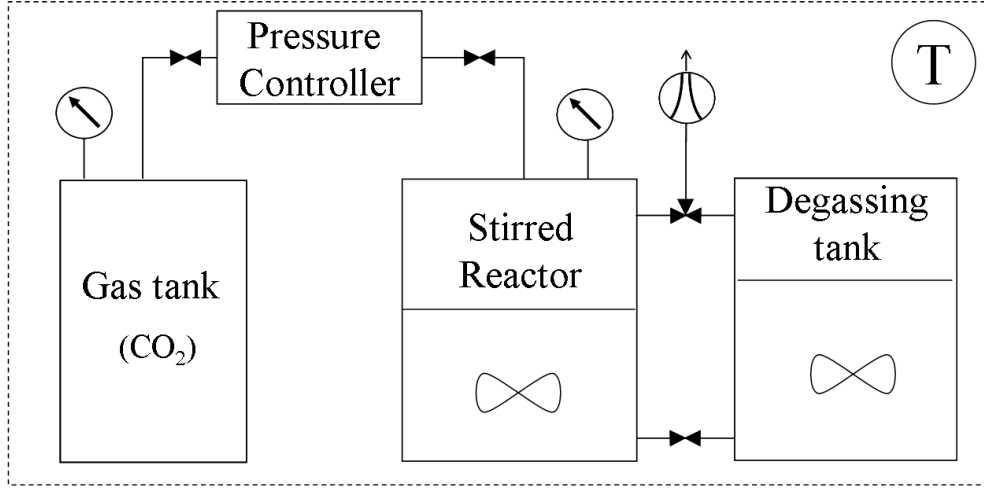 Pressure
Controller
T
Gas tank
(CO₂)
Stirred
Reactor
Degassing
tank